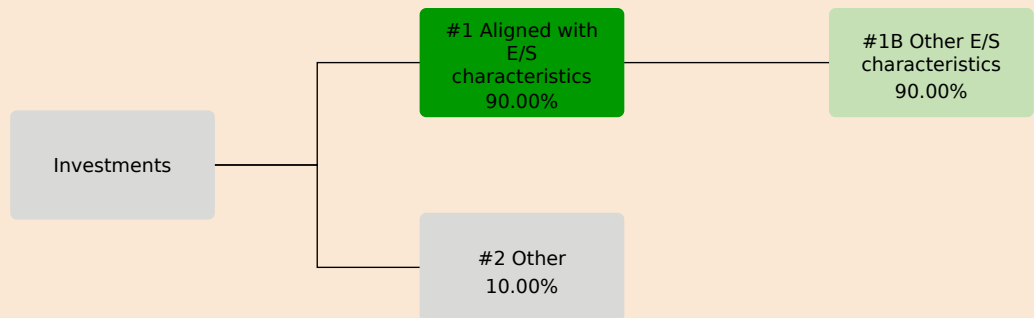 #1 Aligned with
E/S
characteristics
90.00%
#1B Other E/S
characteristics
90.00%
Investments
#2 Other
10.00%